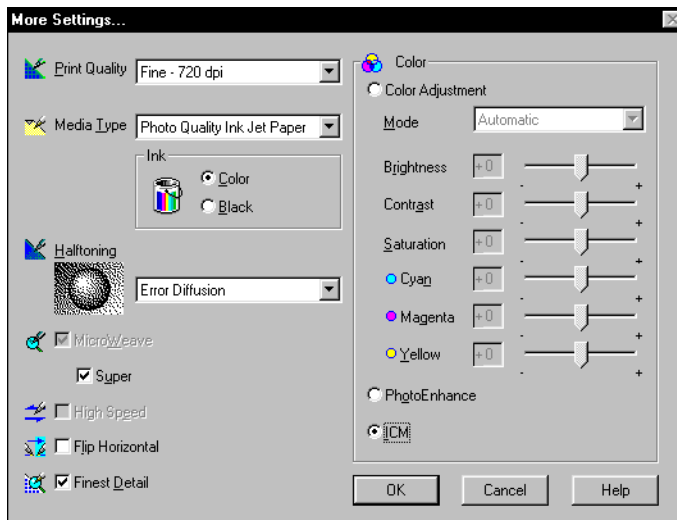 More Settings...
Print Quality
Fine - 720 dpi
Media Type
Photo Quality Ink Jet Paper
Ink
Color
Black
Halftoning
Error Diffusion
MicroWeave
Super
High Speed
Flip Horizontal
Finest Detail
Color
Color Adjustment
Mode
Automatic
Brightness +0 - +
Contrast +0 - +
Saturation +0 - +
Cyan +0 - +
Magenta +0 - +
Yellow +0 - +
PhotoEnhance
ICM
OK Cancel Help